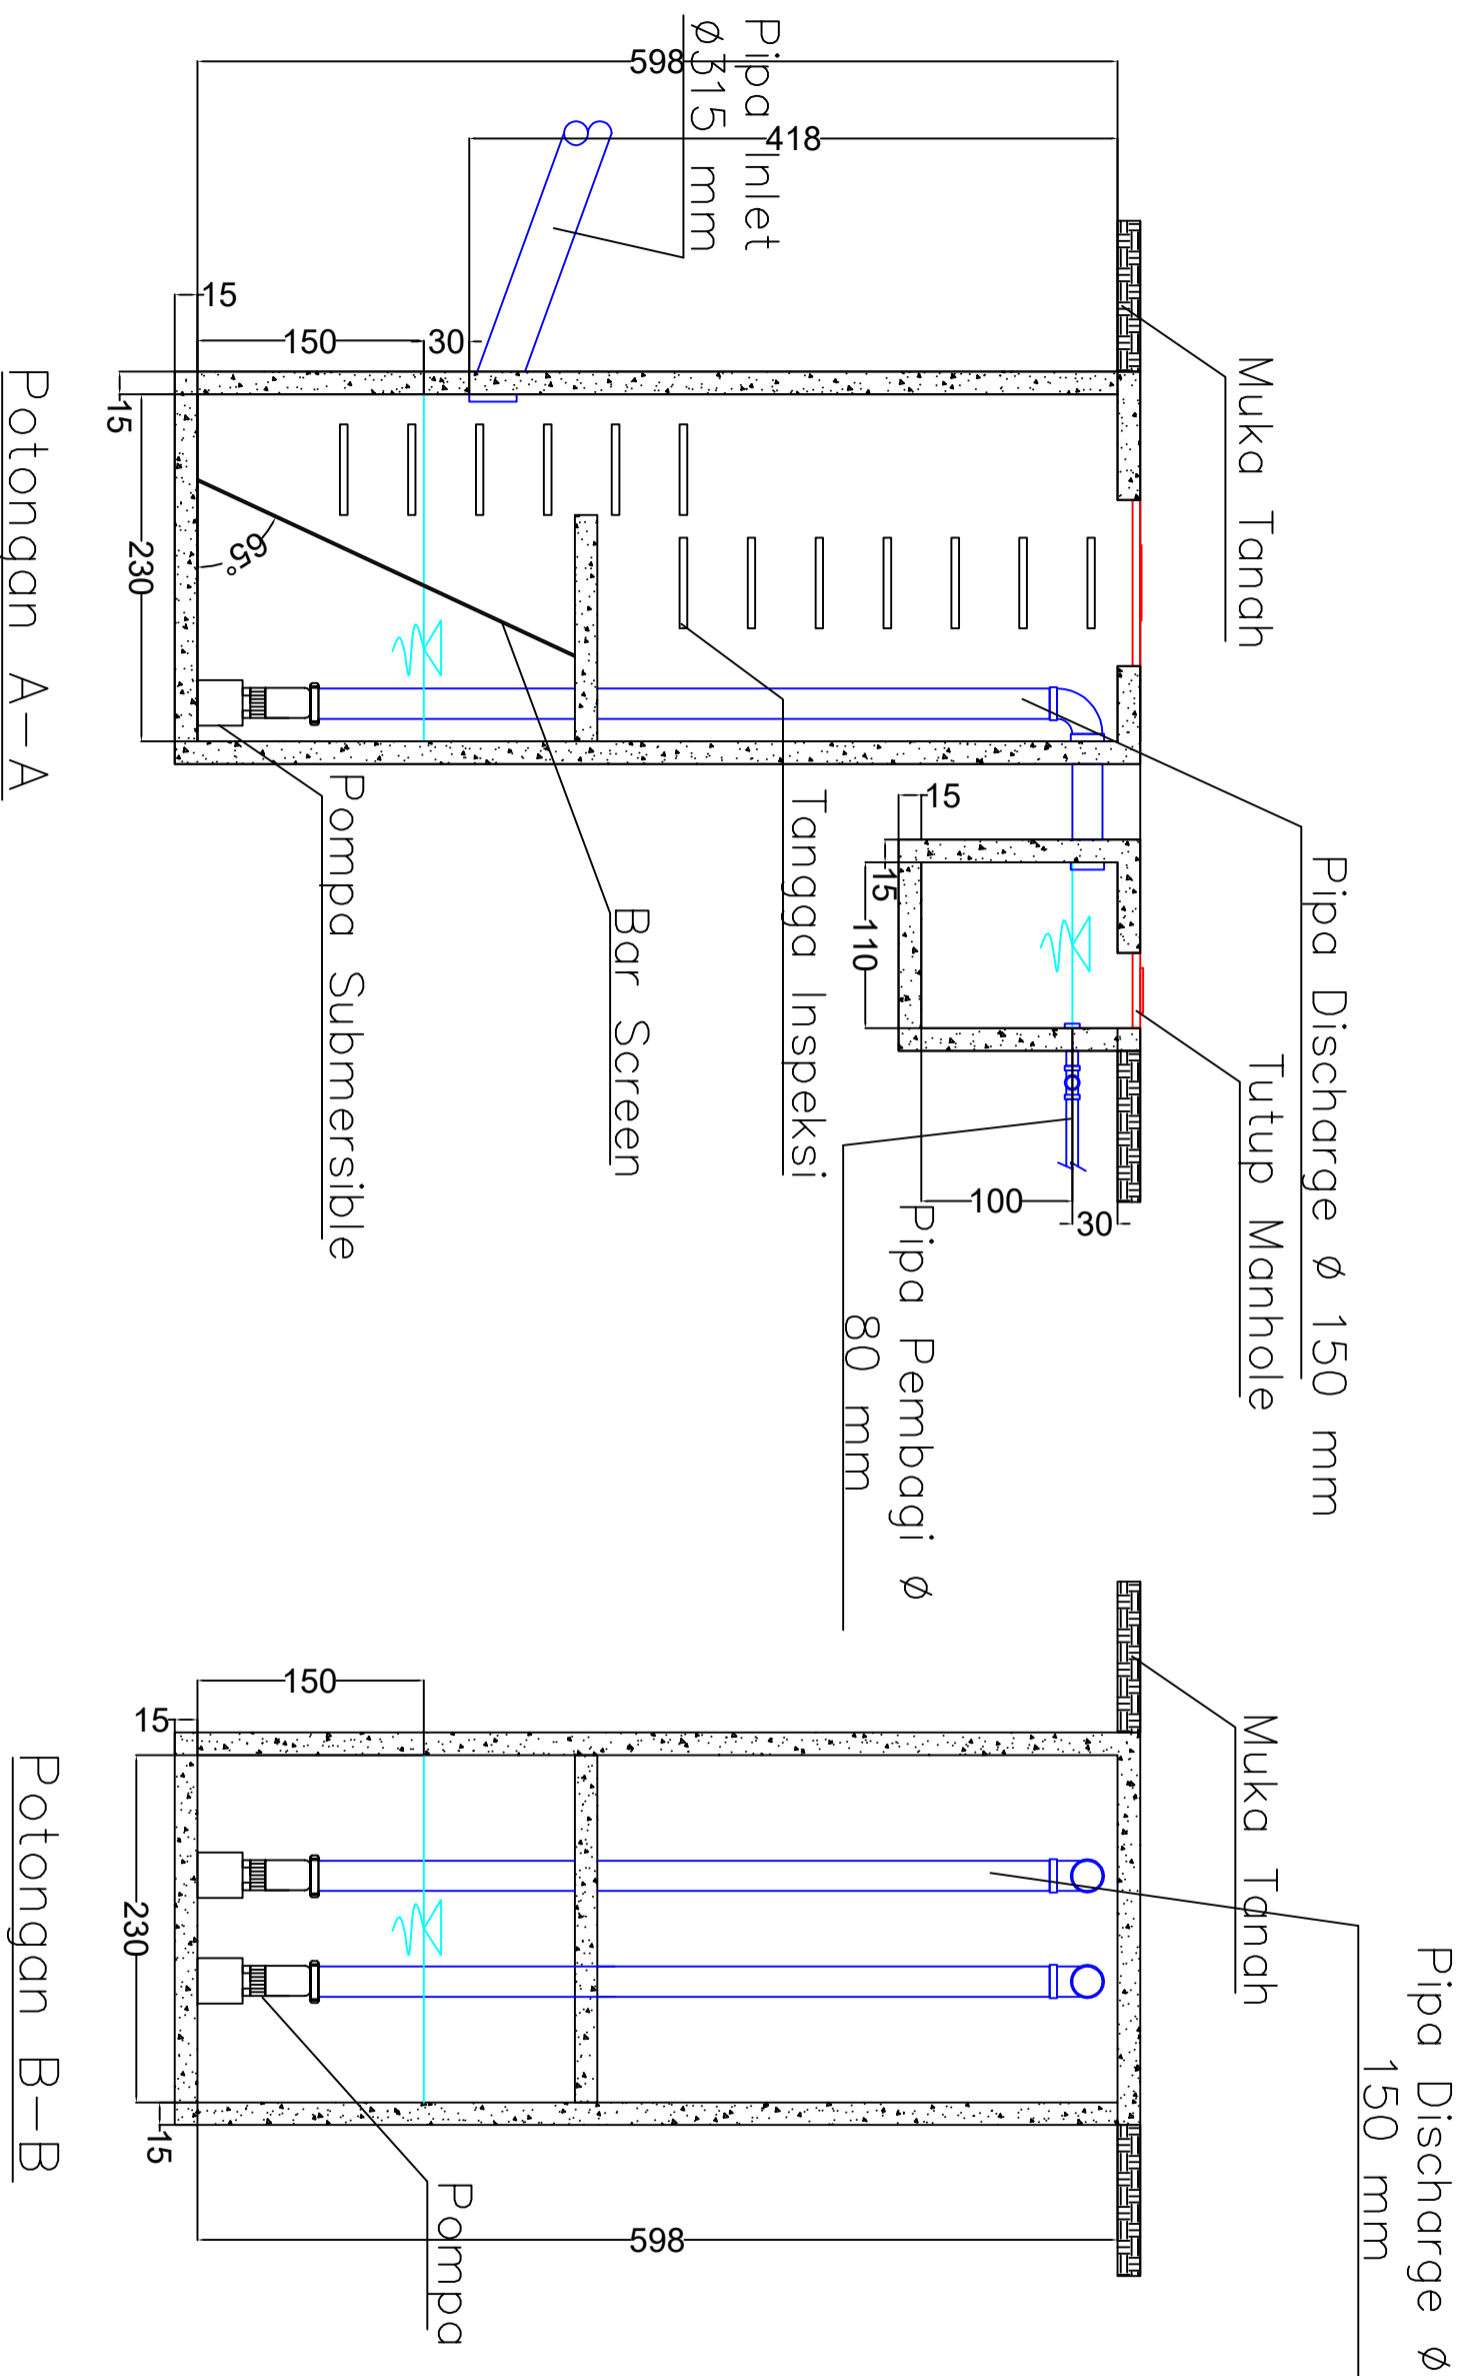 Muka Tanah
Pipa Discharge ø 150 mm
Tutup Manhole
Pipa Inlet
ø315 mm
598
418
15
150
30
15
230
65°
Tangga Inspeksi
Bar Screen
Pompa Submersible
15
15
110
100
30
Pipa Pembagi ø
80 mm
Potongan A-A
Muka Tanah
Pipa Discharge ø
150 mm
150
15
230
15
598
Pompa
Potongan B-B